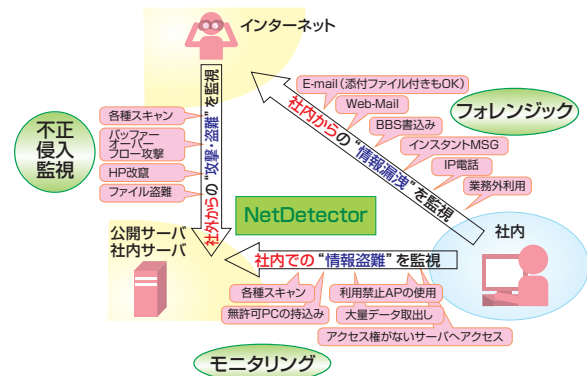 インターネット
不正
侵入
監視
各種スキャン
バッファー
オーバー
フロー攻撃
HP改竄
ファイル盗難
社外からの“攻撃・盗難”を監視
E-mail（添付ファイル付きもOK）
Web-Mail
BBS書込み
インスタントMSG
IP電話
業務外利用
社内からの“情報漏洩”を監視
フォレンジック
NetDetector
公開サーバ
社内サーバ
社内
社内での“情報盗難”を監視
各種スキャン
利用禁止APの使用
無許可PCの持込み
大量データ取出し
アクセス権がないサーバへアクセス
モニタリング